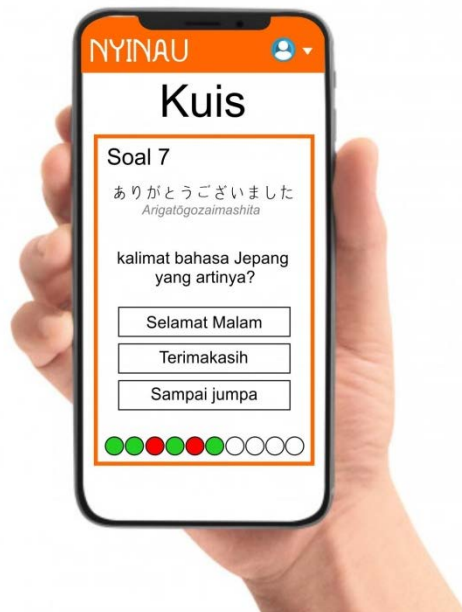 NYINAU
Kuis
Soal 7
ありがとうございました
Arigatōgozaimashita
kalimat bahasa Jepang
yang artinya?
Selamat Malam
Terimakasih
Sampai jumpa